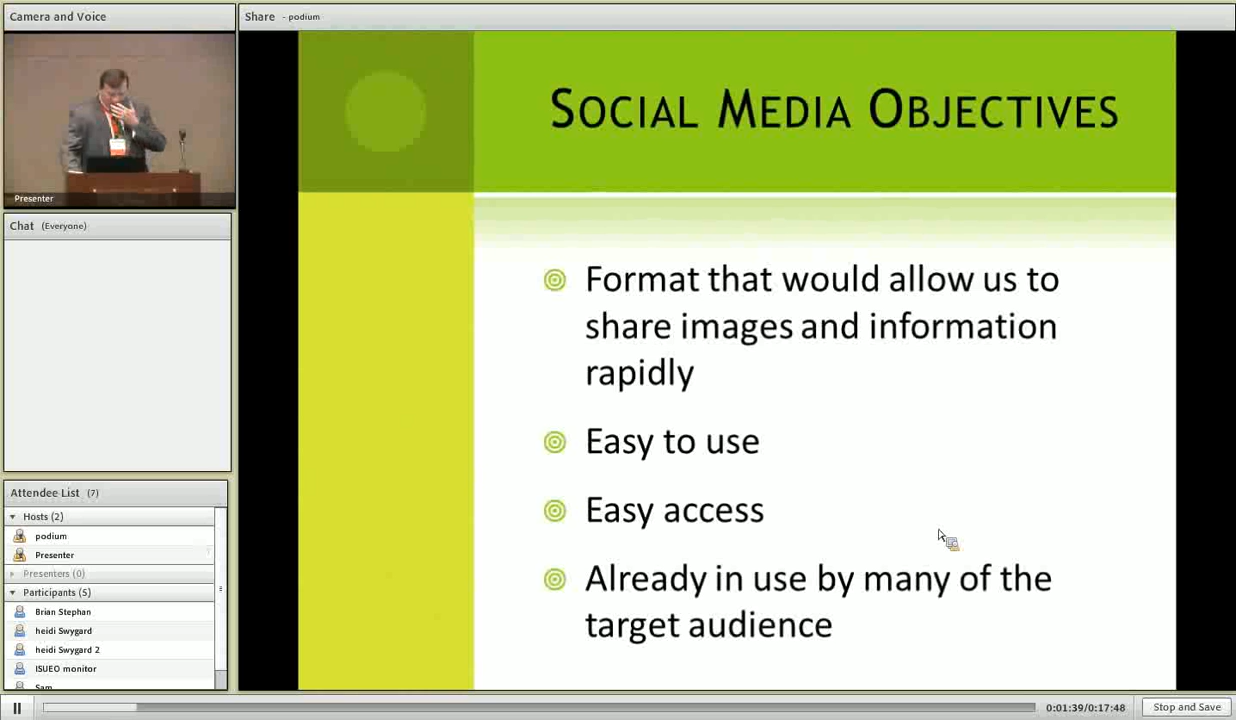 Camera and Voice
Presenter
Chat (Everyone)
Attendee List (7)
Hosts (2)
podium
Presenter
Presenters (0)
Participants (5)
Brian Stephan
heidi Swygard
heidi Swygard 2
ISUEO monitor
Sam
Share - podium
SOCIAL MEDIA OBJECTIVES
Format that would allow us to
share images and information
rapidly
Easy to use
Easy access
Already in use by many of the
target audience
0:01:39/0:17:48
Stop and Save